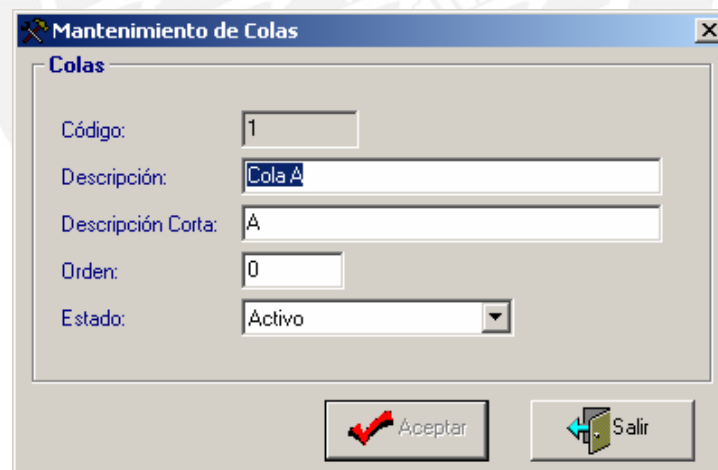 Mantenimiento de Colas
Colas
Código: 1
Descripción: Cola A
Descripción Corta: A
Orden: 0
Estado: Activo
Aceptar Salir